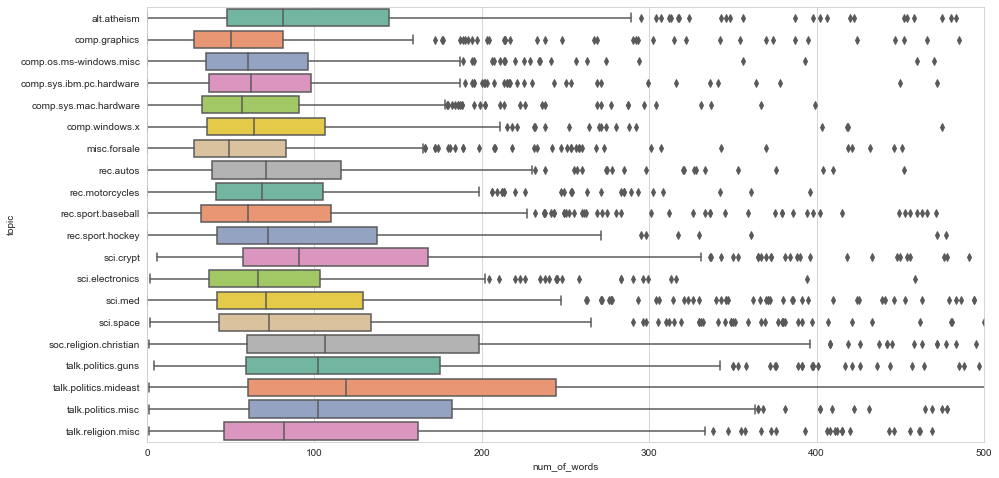 alt.atheism
comp.graphics
comp.os.ms-windows.misc
comp.sys.ibm.pc.hardware
comp.sys.mac.hardware
comp.windows.x
misc.forsale
rec.autos
rec.motorcycles
rec.sport.baseball
rec.sport.hockey
sci.crypt
sci.electronics
sci.med
sci.space
soc.religion.christian
talk.politics.guns
talk.politics.mideast
talk.politics.misc
talk.religion.misc
topic
0 100 200 300 400 500
num_of_words